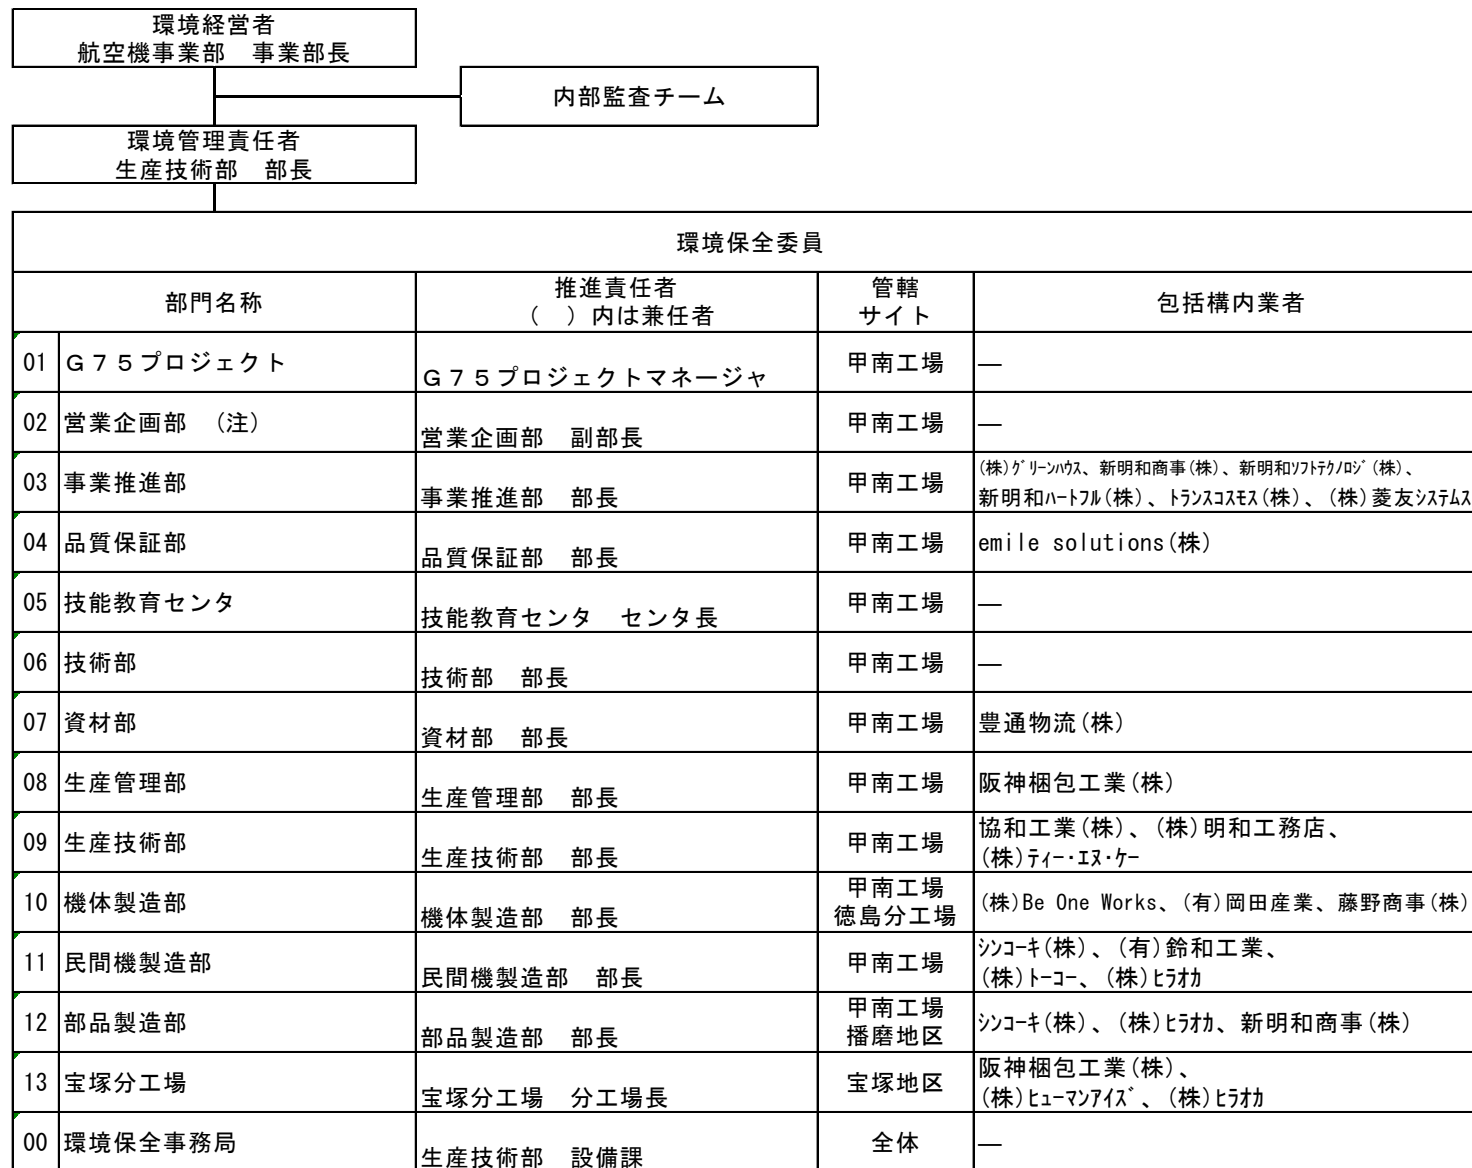 環境経営者
航空機事業部　事業部長
内部監査チーム
環境管理責任者
生産技術部　部長
環境保全委員
部門名称
推進責任者
(　)内は兼任者
管轄
サイト
包括構内業者
01 Ｇ７５プロジェクト Ｇ７５プロジェクトマネージャ 甲南工場 ―
02 営業企画部　(注) 営業企画部　副部長 甲南工場 ―
03 事業推進部 事業推進部　部長 甲南工場 (株)ｸﾞﾘｰﾝﾊｳｽ、新明和商事(株)、新明和ｿﾌﾄﾃｸﾉﾛｼﾞ(株)、
新明和ﾊｰﾄﾌﾙ(株)、ﾄﾗﾝｽｺｽﾓｽ(株)、(株)菱友ｼｽﾃﾑｽ
04 品質保証部 品質保証部　部長 甲南工場 emile solutions(株)
05 技能教育センタ 技能教育センタ　センタ長 甲南工場 ―
06 技術部 技術部　部長 甲南工場 ―
07 資材部 資材部　部長 甲南工場 豊通物流(株)
08 生産管理部 生産管理部　部長 甲南工場 阪神梱包工業(株)
09 生産技術部 生産技術部　部長 甲南工場 協和工業(株)、(株)明和工務店、
(株)ﾃｨｰ･ｴﾇ･ｹｰ
10 機体製造部 機体製造部　部長 甲南工場
徳島分工場 (株)Be One Works、(有)岡田産業、藤野商事(株)
11 民間機製造部 民間機製造部　部長 甲南工場 ｼﾝｺｰｷ(株)、(有)鈴和工業、
(株)ﾄｰｺｰ、(株)ﾋﾗｵｶ
12 部品製造部 部品製造部　部長 甲南工場
播磨地区 ｼﾝｺｰｷ(株)、(株)ﾋﾗｵｶ、新明和商事(株)
13 宝塚分工場 宝塚分工場　分工場長 宝塚地区 阪神梱包工業(株)、
(株)ﾋｭｰﾏﾝｱｲｽﾞ、(株)ﾋﾗｵｶ
00 環境保全事務局 生産技術部　設備課 全体 ―